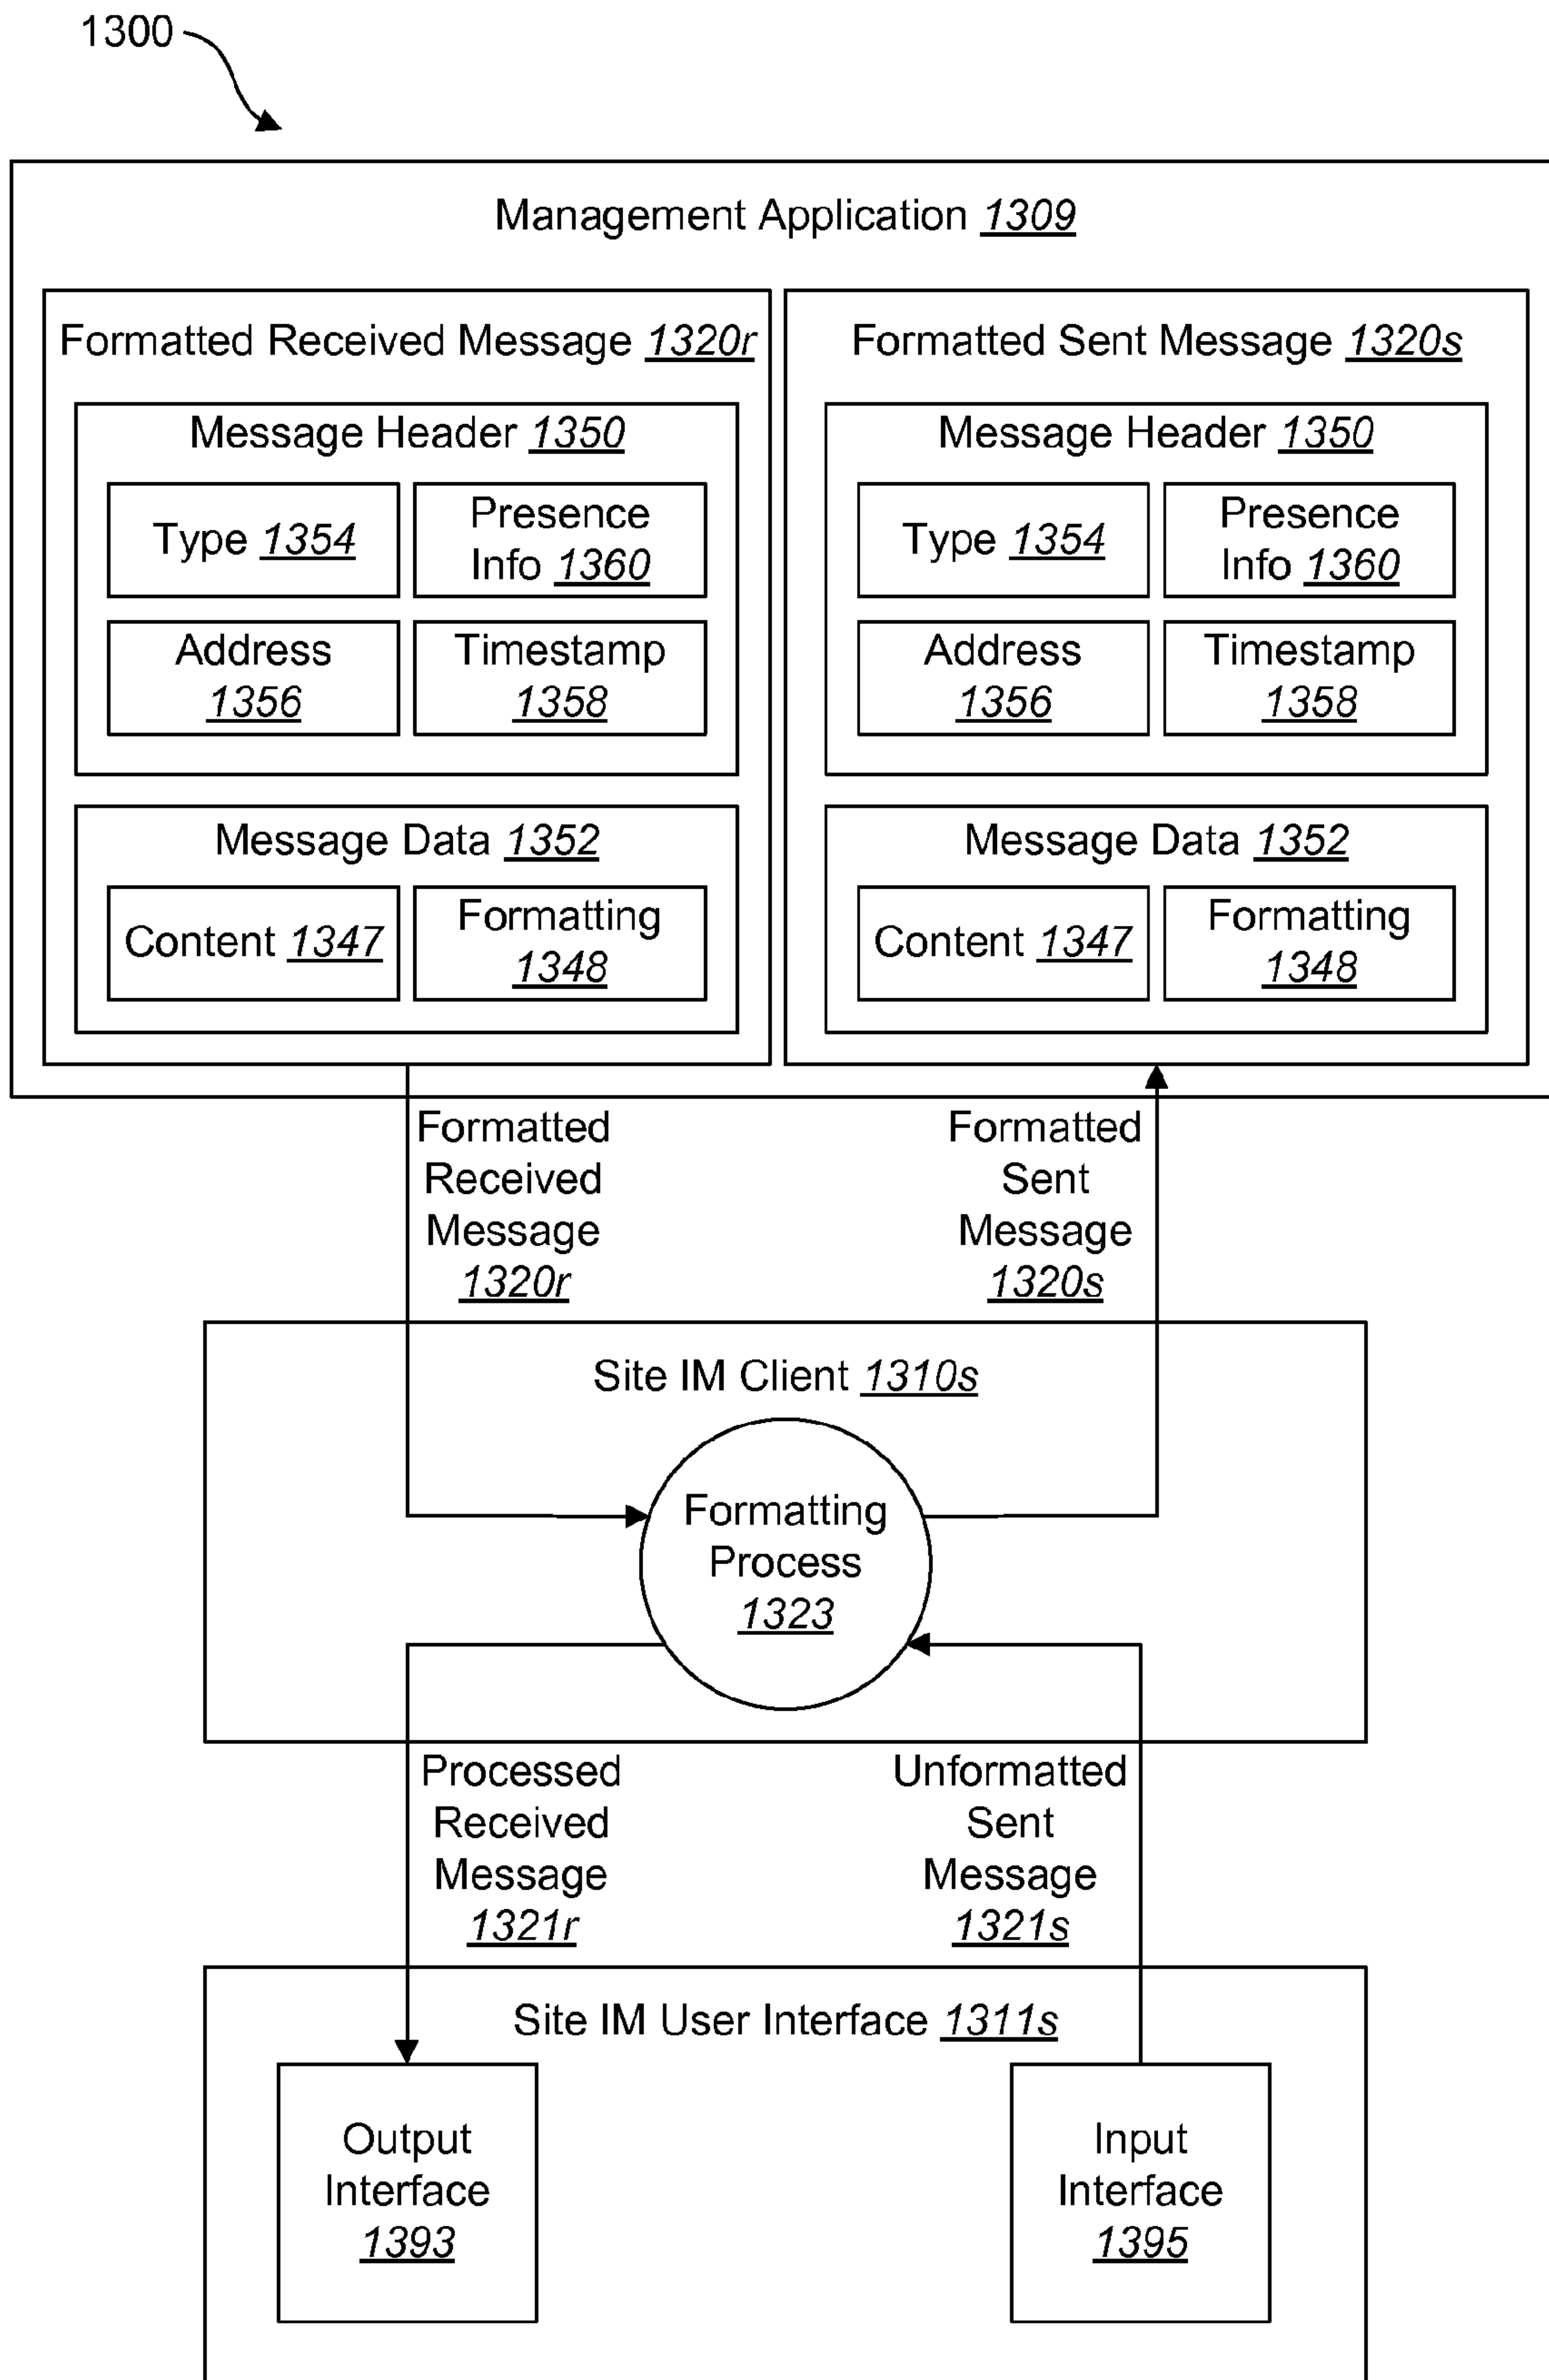 1300
Management Application 1309
Formatted Received Message 1320r
Message Header 1350
Type 1354
Presence
Info 1360
Address
1356
Timestamp
1358
Message Data 1352
Content 1347
Formatting
1348
Formatted Sent Message 1320s
Message Header 1350
Type 1354
Presence
Info 1360
Address
1356
Timestamp
1358
Message Data 1352
Content 1347
Formatting
1348
Formatted
Received
Message
1320r
Formatted
Sent
Message
1320s
Site IM Client 1310s
Formatting
Process
1323
Processed
Received
Message
1321r
Unformatted
Sent
Message
1321s
Site IM User Interface 1311s
Output
Interface
1393
Input
Interface
1395